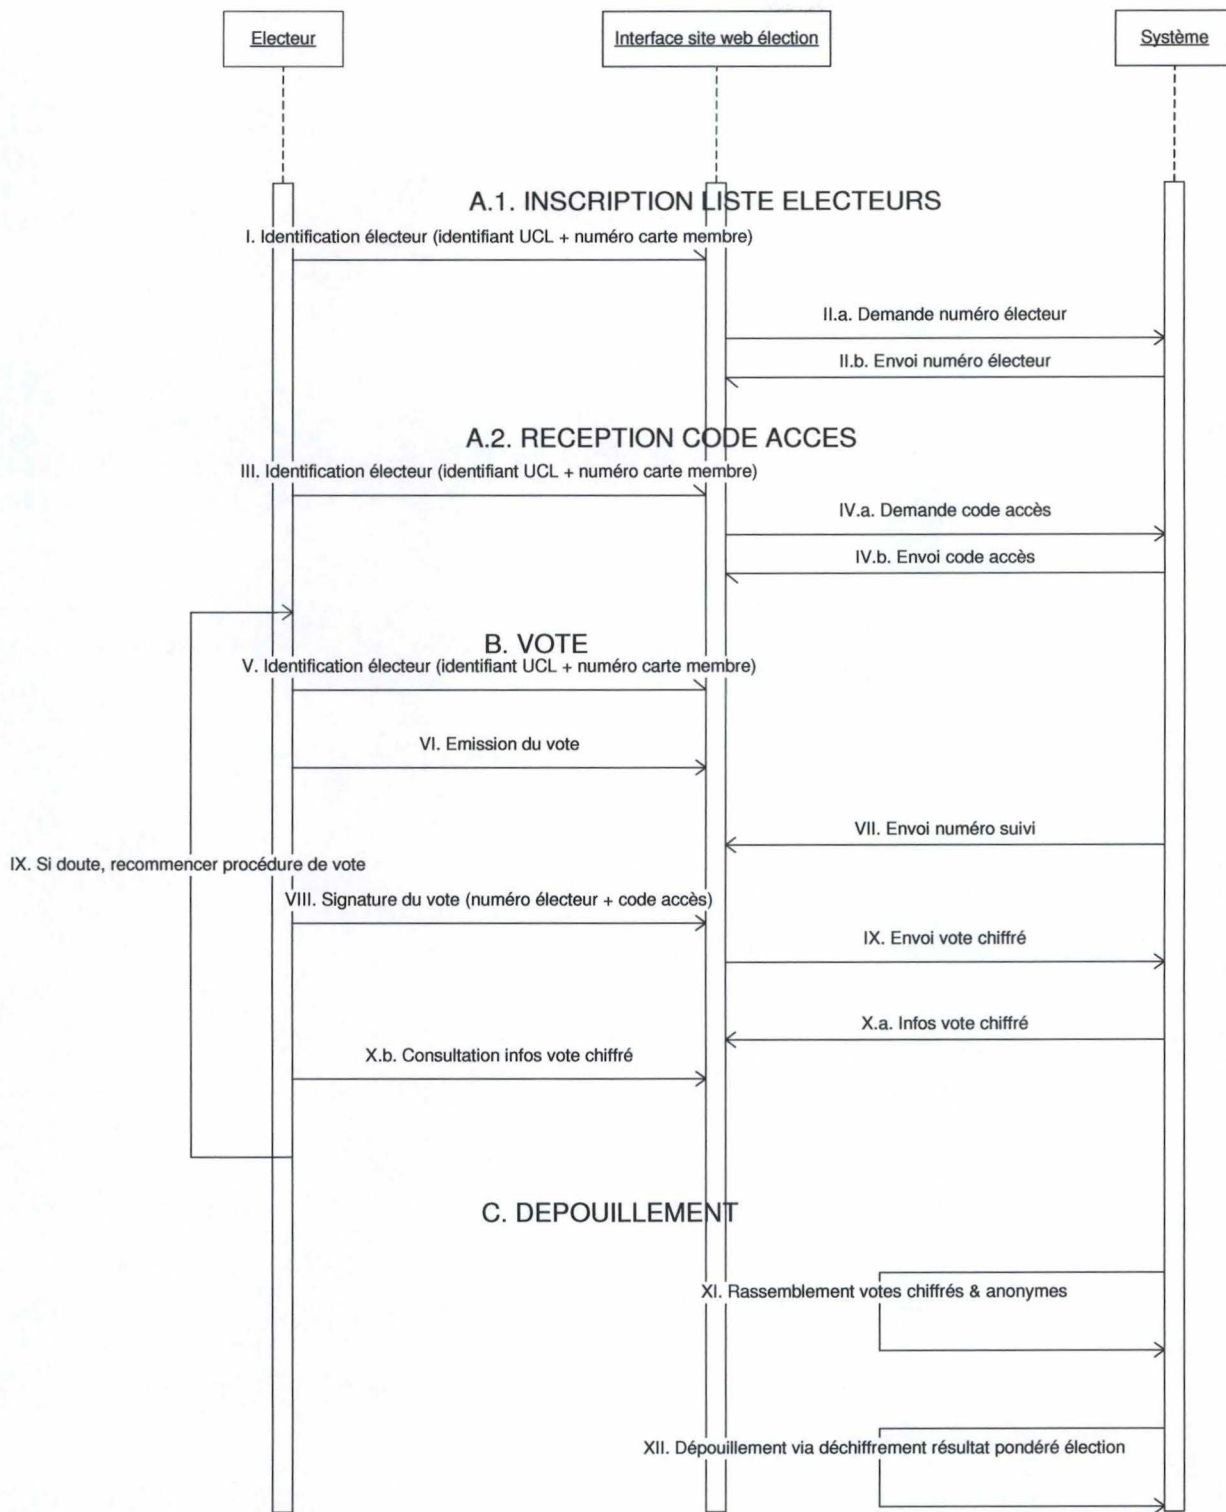 Electeur
Interface site web élection
Système
A.1. INSCRIPTION LISTE ELECTEURS
I. Identification électeur (identifiant UCL + numéro carte membre)
II.a. Demande numéro électeur
II.b. Envoi numéro électeur
A.2. RECEPTION CODE ACCES
III. Identification électeur (identifiant UCL + numéro carte membre)
IV.a. Demande code accès
IV.b. Envoi code accès
B. VOTE
V. Identification électeur (identifiant UCL + numéro carte membre)
VI. Emission du vote
VII. Envoi numéro suivi
IX. Si doute, recommencer procédure de vote
VIII. Signature du vote (numéro électeur + code accès)
IX. Envoi vote chiffré
X.a. Infos vote chiffré
X.b. Consultation infos vote chiffré
C. DEPOUILLEMENT
XI. Rassemblement votes chiffrés & anonymes
XII. Dépouillement via déchiffrement résultat pondéré élection